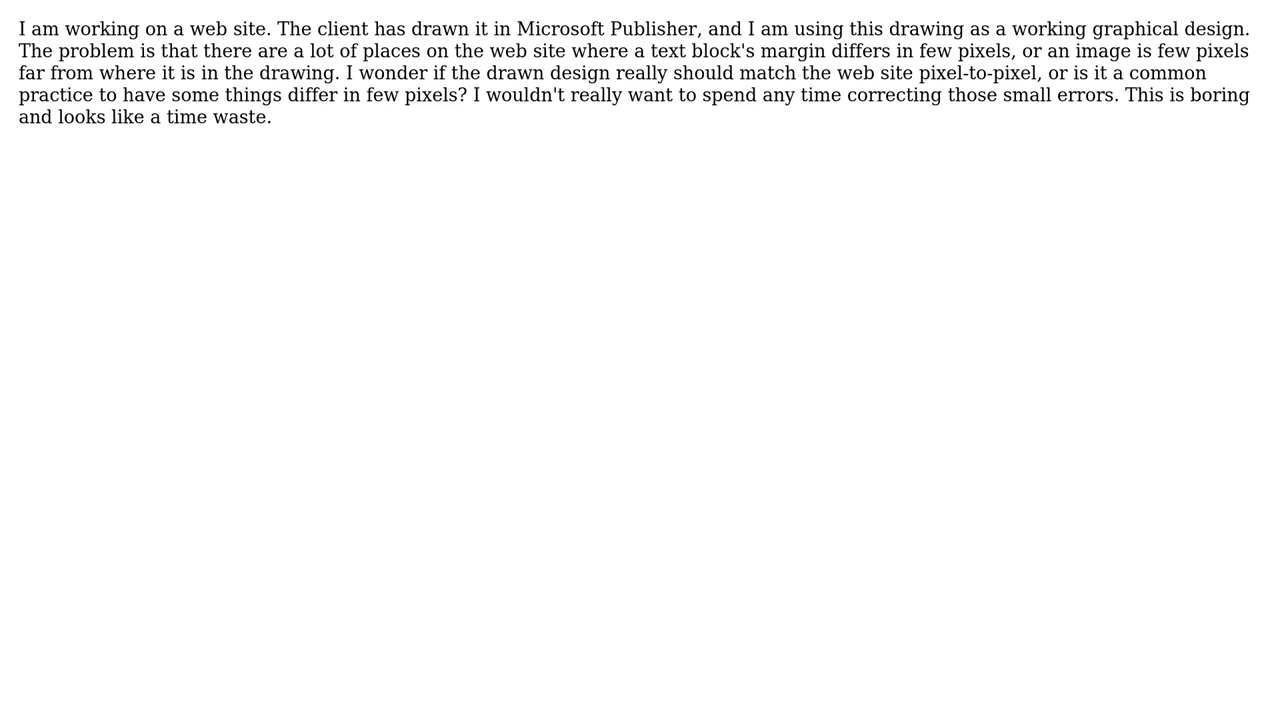 I am working on a web site. The client has drawn it in Microsoft Publisher, and I am using this drawing as a working graphical design.
The problem is that there are a lot of places on the web site where a text block's margin differs in few pixels, or an image is few pixels
far from where it is in the drawing. I wonder if the drawn design really should match the web site pixel-to-pixel, or is it a common
practice to have some things differ in few pixels? I wouldn't really want to spend any time correcting those small errors. This is boring
and looks like a time waste.